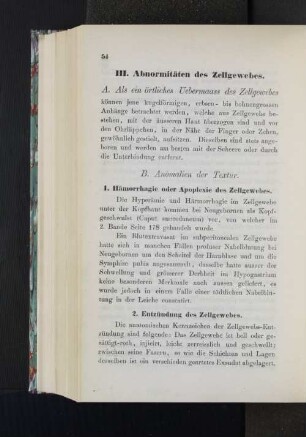 54
III. Abnormitäten des Zellgewebes.
A. Als ein örtliches Uebermaass des Zellgewebes
können jene kegelförmigen, erbsen- bis bohnengrossen
Anhänge betrachtet werden, welche aus Zellgewebe be-
stehen, mit der äusseren Haut überzogen sind und vor
den Ohrläppchen, in der Nähe der Finger oder Zehen,
gewöhnlich gestielt, aufsitzen. Dieselben sind stets ange-
boren und werden am besten mit der Scheere oder durch
die Unterbindung entfernt.
B. Anomalien der Textur.
1. Hämorrhagie oder Apoplexie des Zellgewebes.
Die Hyperämie und Hämorrhagie im Zellgewebe
unter der Kopfhaut kommen bei Neugebornen als Kopf-
geschwulst (Caput succedaneum) vor, von welcher im
2. Bande Seite 178 gehandelt wurde.
Ein Blutextravasat im subperitonealen Zellgewebe
hatte sich in manchen Fällen profuser Nabelblutung bei
Neugebornen um den Scheitel der Harnblase und um die
Symphyse pubis angesammelt; dasselbe hatte ausser der
Schwellung und grösserer Derbheit im Hypogastrium
keine besonderen Merkmale nach aussen geliefert, es
wurde jedoch in einem Falle einer tödtlichen Nabelblu-
tung in der Leiche constatirt.
2. Entzündung des Zellgewebes.
Die anatomischen Kennzeichen der Zellgewebs-Ent-
zündung sind folgende: Das Zellgewebe ist hell oder ge-
sättigt-roth, injicirt, leicht zerreisslich und geschwellt;
zwischen seine Fasern, so wie die Schichten und Lagen
desselben ist ein verschieden geartetes Exsudat abgelagert.